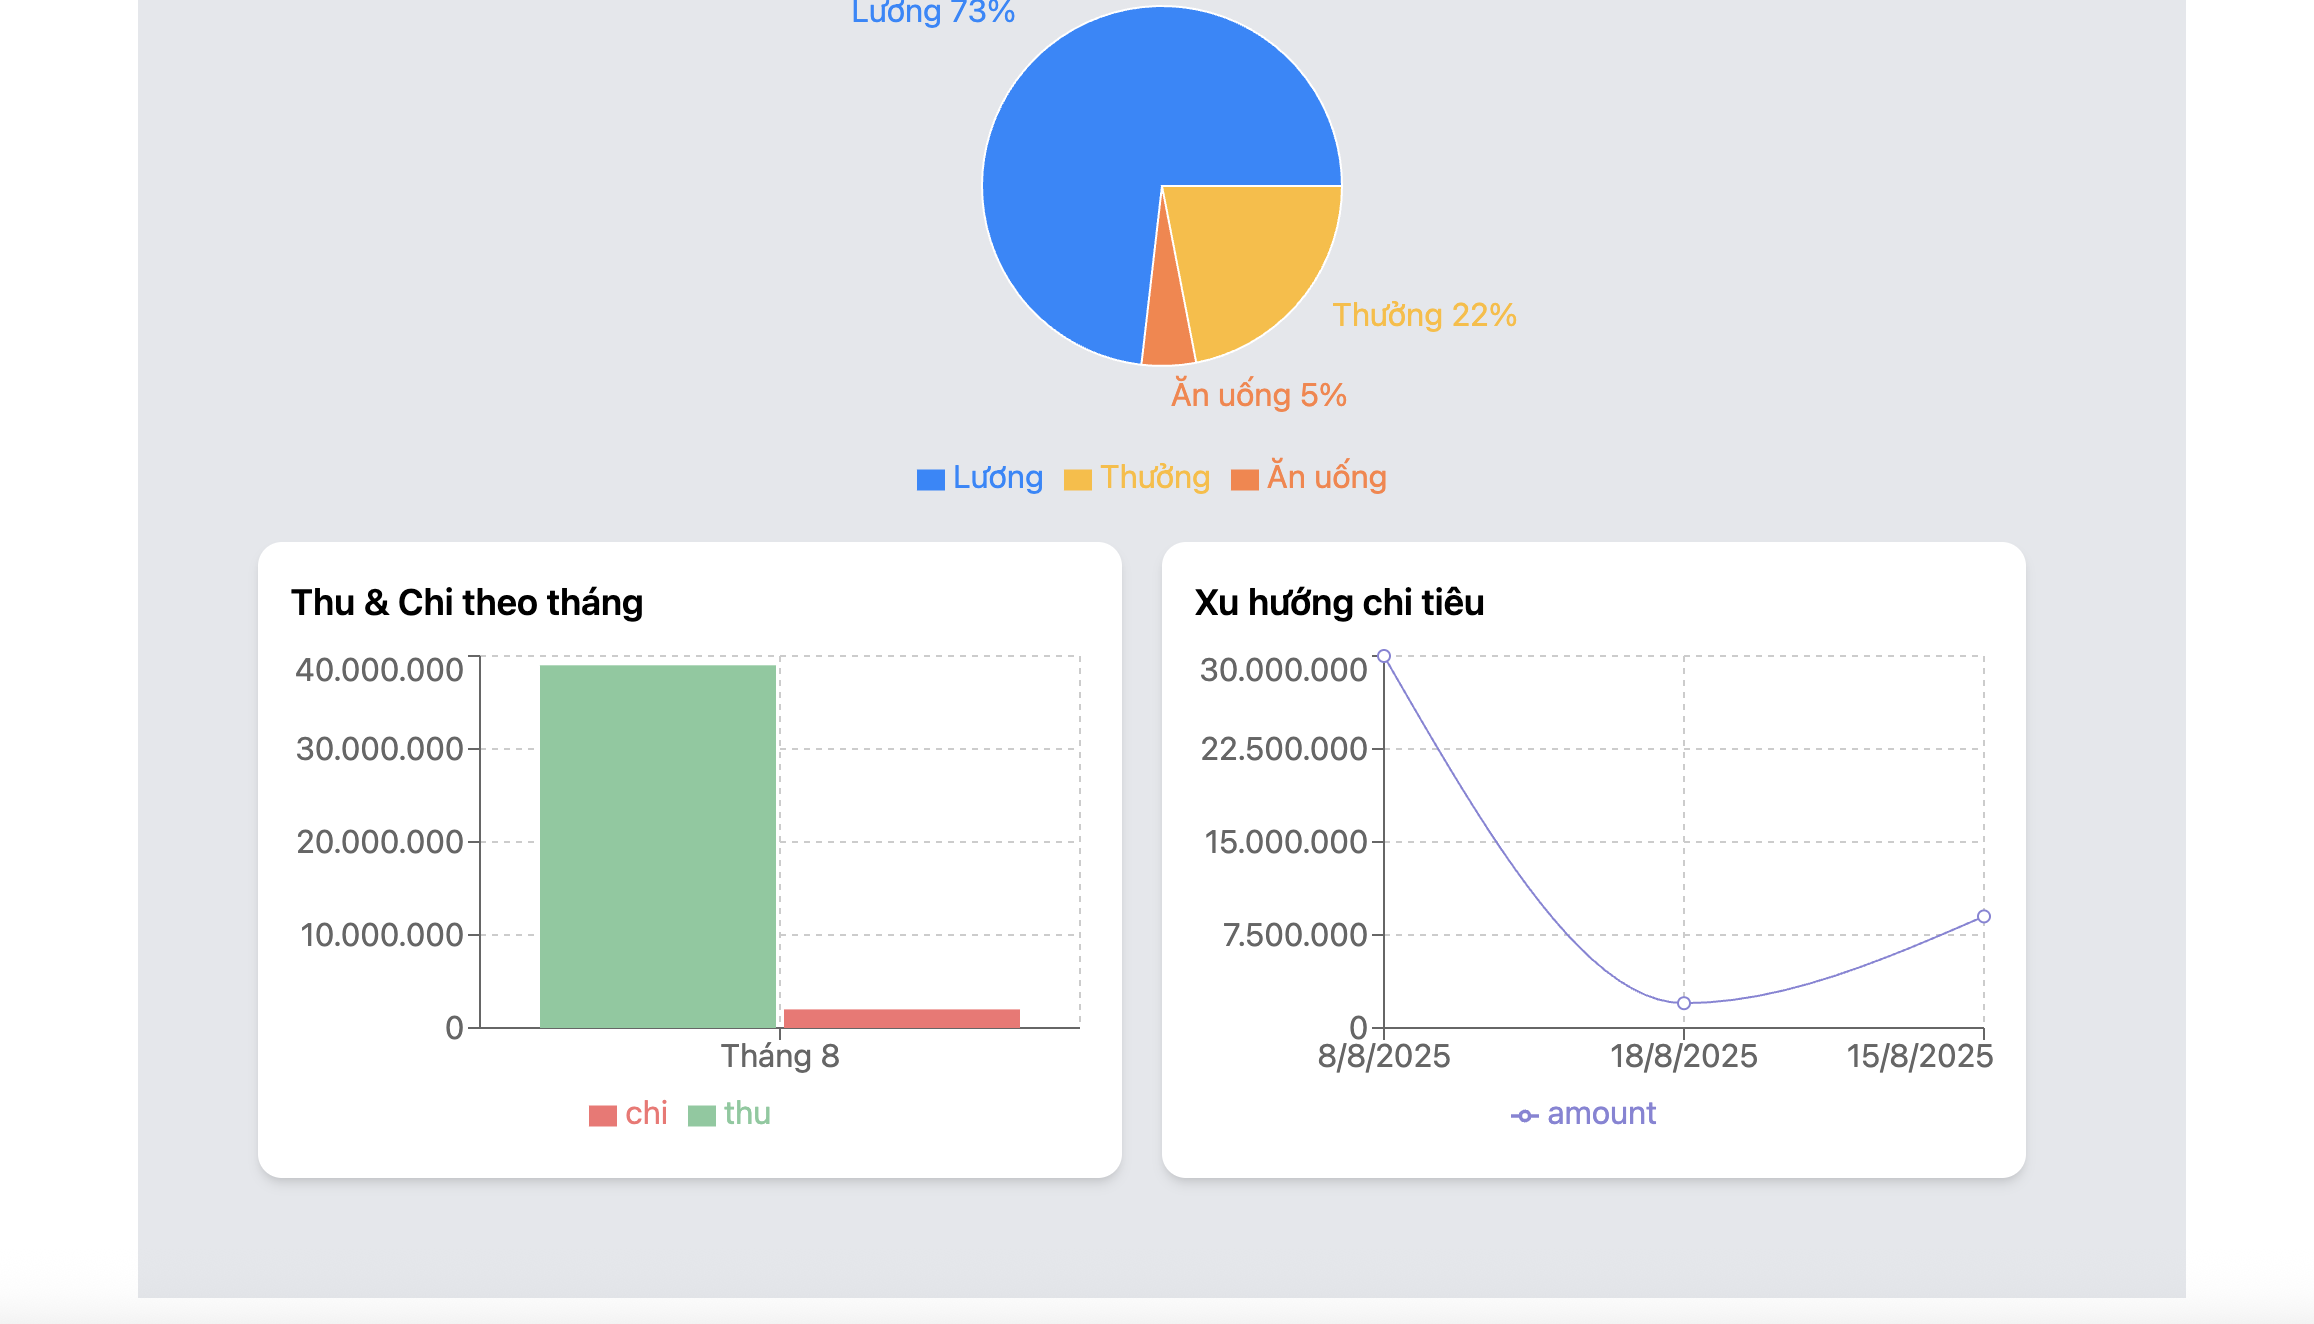 Lương 73%
Thưởng 22%
Ăn uống 5%
Lương Thưởng Ăn uống
Thu & Chi theo tháng
40.000.000
30.000.000
20.000.000
10.000.000
0
Tháng 8
chi thu
Xu hướng chi tiêu
30.000.000
22.500.000
15.000.000
7.500.000
0
8/8/2025 18/8/2025 15/8/2025
amount